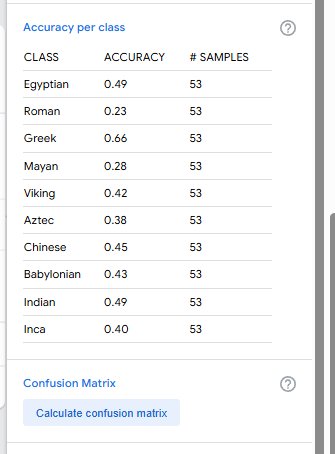 Accuracy per class
CLASS ACCURACY # SAMPLES
Egyptian 0.49 53
Roman 0.23 53
Greek 0.66 53
Mayan 0.28 53
Viking 0.42 53
Aztec 0.38 53
Chinese 0.45 53
Babylonian 0.43 53
Indian 0.49 53
Inca 0.40 53
Confusion Matrix
Calculate confusion matrix